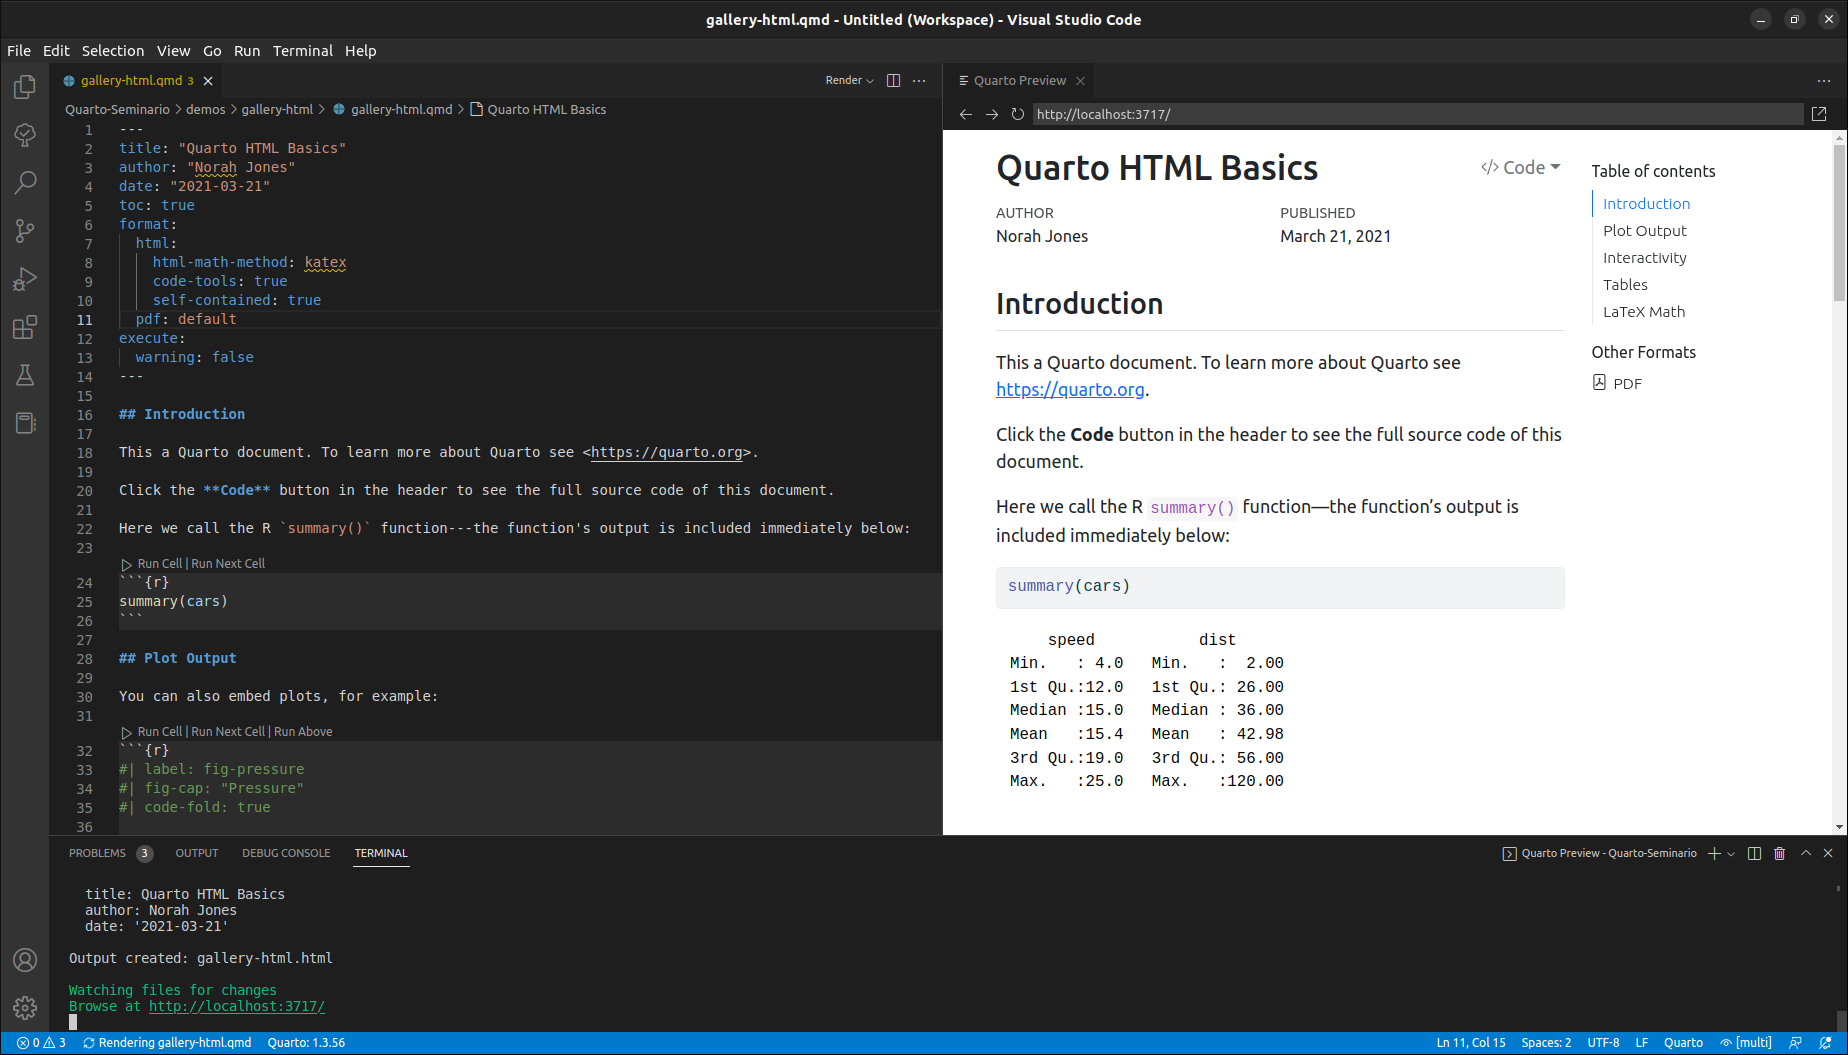 gallery-html.qmd - Untitled (Workspace) - Visual Studio Code
File Edit Selection View Go Run Terminal Help
gallery-html.qmd 3
Render
Quarto-Seminario > demos > gallery-html > gallery-html.qmd > Quarto HTML Basics
1 ---
2 title: "Quarto HTML Basics"
3 author: "Norah Jones"
4 date: "2021-03-21"
5 toc: true
6 format:
7 html:
8 html-math-method: katex
9 code-tools: true
10 self-contained: true
11 pdf: default
12 execute:
13 warning: false
14 ---
15
16 ## Introduction
17
18 This a Quarto document. To learn more about Quarto see <https://quarto.org>.
19
20 Click the **Code** button in the header to see the full source code of this document.
21
22 Here we call the R `summary()` function---the function's output is included immediately below:
23
Run Cell | Run Next Cell
24 ```{r}
25 summary(cars)
26 ```
27
28 ## Plot Output
29
30 You can also embed plots, for example:
31
Run Cell | Run Next Cell | Run Above
32 ```{r}
33 #| label: fig-pressure
34 #| fig-cap: "Pressure"
35 #| code-fold: true
36
Quarto Preview
http://localhost:3717/
Quarto HTML Basics
</> Code
AUTHOR
Norah Jones
PUBLISHED
March 21, 2021
Introduction
This a Quarto document. To learn more about Quarto see
https://quarto.org.
Click the Code button in the header to see the full source code of this
document.
Here we call the R summary() function—the function’s output is
included immediately below:
summary(cars)
speed dist
Min. : 4.0 Min. : 2.00
1st Qu.:12.0 1st Qu.: 26.00
Median :15.0 Median : 36.00
Mean :15.4 Mean : 42.98
3rd Qu.:19.0 3rd Qu.: 56.00
Max. :25.0 Max. :120.00
Table of contents
Introduction
Plot Output
Interactivity
Tables
LaTeX Math
Other Formats
PDF
PROBLEMS 3 OUTPUT DEBUG CONSOLE TERMINAL
Quarto Preview - Quarto-Seminario
title: Quarto HTML Basics
author: Norah Jones
date: '2021-03-21'
Output created: gallery-html.html
Watching files for changes
Browse at http://localhost:3717/
0 3 Rendering gallery-html.qmd Quarto: 1.3.56
Ln 11, Col 15 Spaces: 2 UTF-8 LF Quarto [multi]